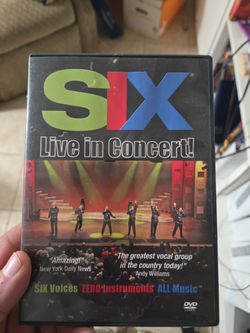 SIX
Live in Concert!
"Amazing!"
New York Daily News
"The greatest vocal group
in the country today!"
Andy Williams
SIX Voices ZERO Instruments ALL Music
DVD